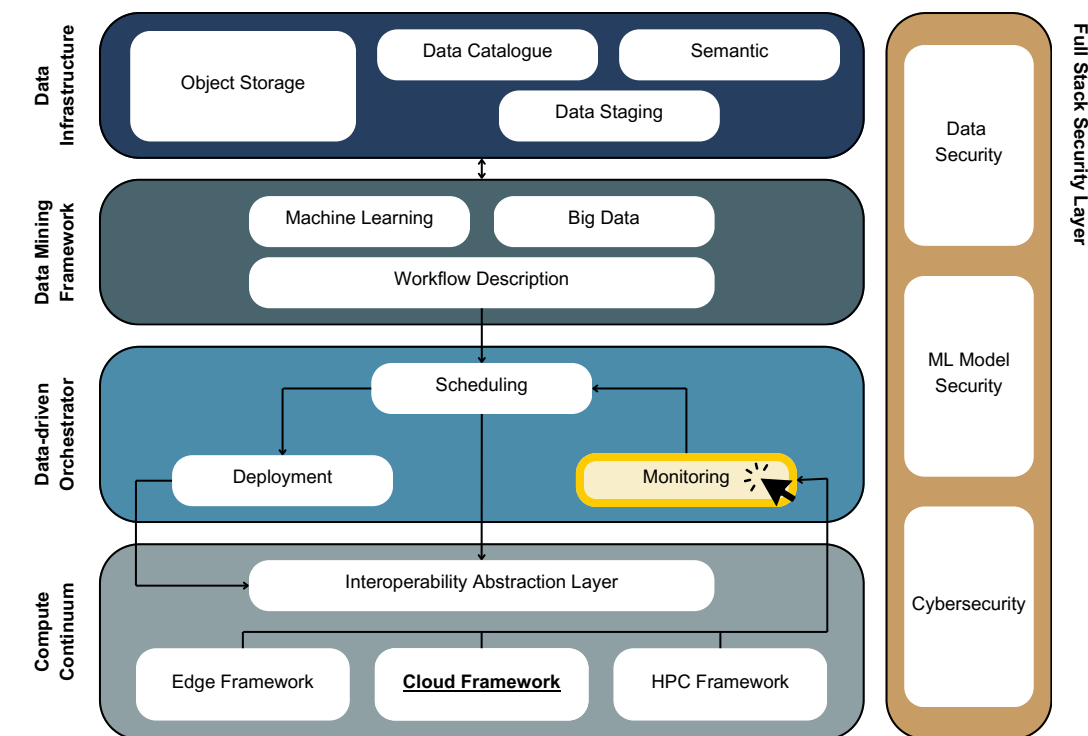 Data
Infrastructure
Object Storage
Data Catalogue
Semantic
Data Staging
Data Mining
Framework
Machine Learning
Big Data
Workflow Description
Data-driven
Orchestrator
Scheduling
Deployment
Monitoring
Compute
Continuum
Interoperability Abstraction Layer
Edge Framework
Cloud Framework
HPC Framework
Full Stack Security Layer
Data
Security
ML Model
Security
Cybersecurity